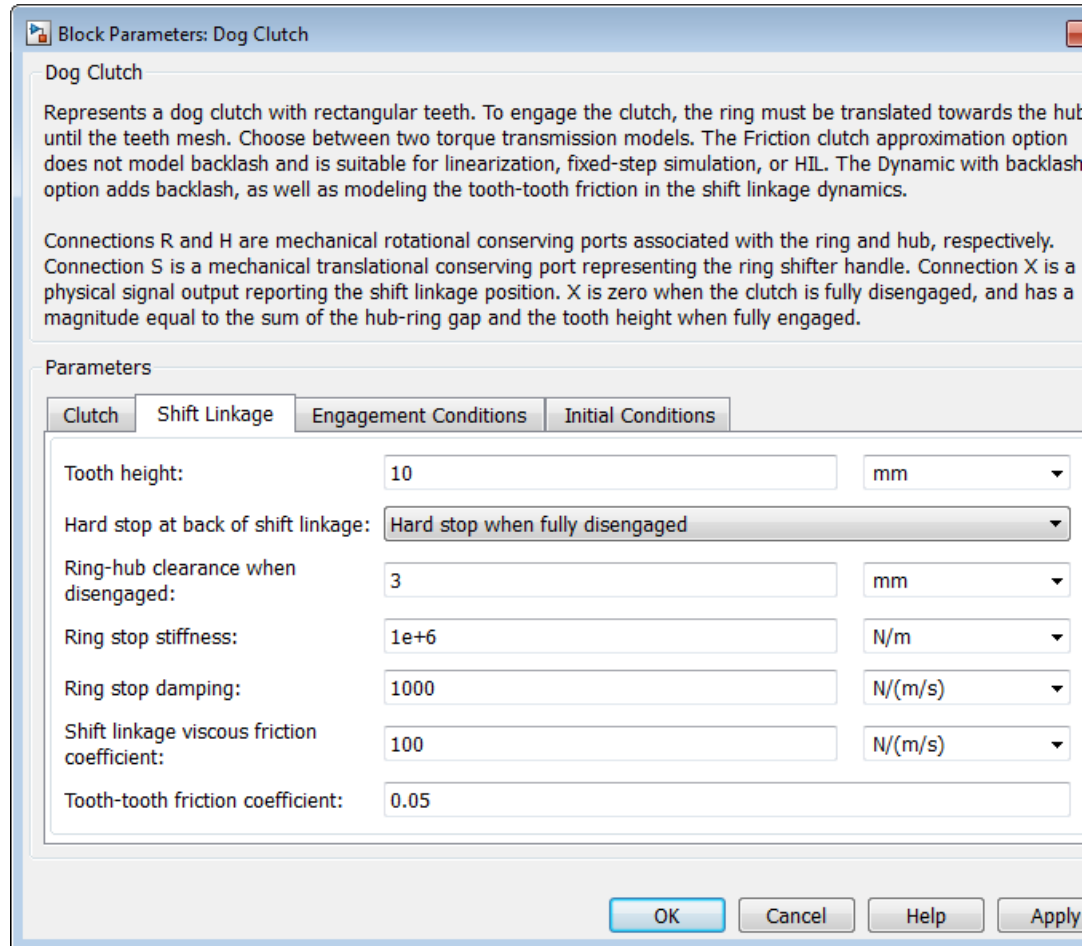 Block Parameters: Dog Clutch
Dog Clutch
Represents a dog clutch with rectangular teeth. To engage the clutch, the ring must be translated towards the hub
until the teeth mesh. Choose between two torque transmission models. The Friction clutch approximation option
does not model backlash and is suitable for linearization, fixed-step simulation, or HIL. The Dynamic with backlash
option adds backlash, as well as modeling the tooth-tooth friction in the shift linkage dynamics.
Connections R and H are mechanical rotational conserving ports associated with the ring and hub, respectively.
Connection S is a mechanical translational conserving port representing the ring shifter handle. Connection X is a
physical signal output reporting the shift linkage position. X is zero when the clutch is fully disengaged, and has a
magnitude equal to the sum of the hub-ring gap and the tooth height when fully engaged.
Parameters
Clutch Shift Linkage Engagement Conditions Initial Conditions
Tooth height: 10 mm
Hard stop at back of shift linkage: Hard stop when fully disengaged
Ring-hub clearance when
disengaged: 3 mm
Ring stop stiffness: 1e+6 N/m
Ring stop damping: 1000 N/(m/s)
Shift linkage viscous friction
coefficient: 100 N/(m/s)
Tooth-tooth friction coefficient: 0.05
OK Cancel Help Apply